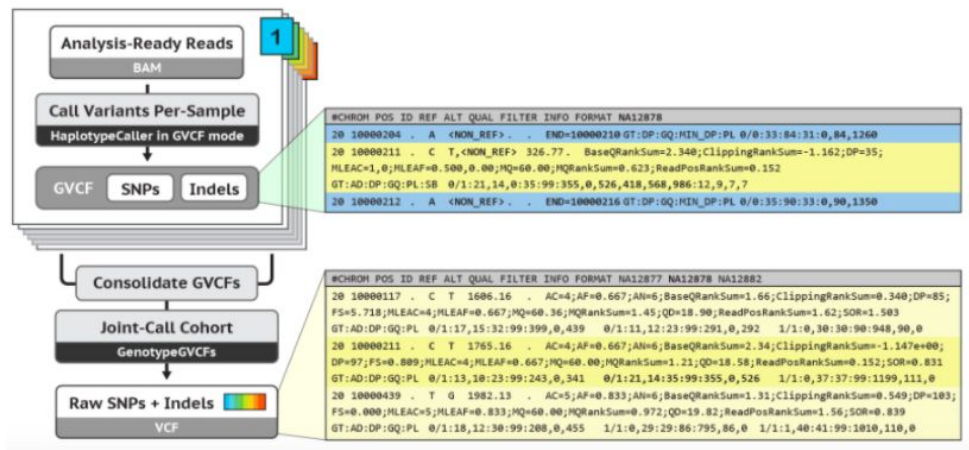 Analysis-Ready Reads
BAM
1
Call Variants Per-Sample
HaplotypeCaller in GVCF mode
GVCF SNPs Indels
Consolidate GVCFs
Joint-Call Cohort
GenotypeGVCFs
Raw SNPs + Indels
VCF
#CHROM POS ID REF ALT QUAL FILTER INFO FORMAT NA12878
20 10000204 . A <NON_REF> . . END=10000210 GT:DP:GQ:MIN_DP:PL 0/0:33:84:31:0,84,1260
20 10000211 . C T,<NON_REF> 326.77. BaseQRankSum=2.340;ClippingRankSum=-1.162;DP=35;
MLEAC=1,0;MLEAF=0.500,0.00;MQ=60.00;MQRankSum=0.623;ReadPosRankSum=0.152
GT:AD:DP:GQ:PL:SB 0/1:21,14,0:35:99:355,0,526,418,568,986:12,9,7,7
20 10000212 . A <NON_REF> . . END=10000216 GT:DP:GQ:MIN_DP:PL 0/0:35:90:33:0,90,1350
#CHROM POS ID REF ALT QUAL FILTER INFO FORMAT NA12877 NA12878 NA12882
20 10000117 . C T 1606.16 . AC=4;AF=0.667;AN=6;BaseQRankSum=1.66;ClippingRankSum=0.340;DP=85;
FS=5.718;MLEAC=4;MLEAF=0.667;MQ=60.36;MQRankSum=1.45;QD=18.90;ReadPosRankSum=1.62;SOR=1.503
GT:AD:DP:GQ:PL 0/1:17,15:32:99:399,0,439 0/1:11,12:23:99:291,0,292 1/1:0,30:30:90:948,90,0
20 10000211 . C T 1765.16 . AC=4;AF=0.667;AN=6;BaseQRankSum=2.34;ClippingRankSum=-1.147e+00;
DP=97;FS=0.809;MLEAC=4;MLEAF=0.667;MQ=60.00;MQRankSum=1.21;QD=18.58;ReadPosRankSum=0.152;SOR=0.831
GT:AD:DP:GQ:PL 0/1:13,10:23:99:243,0,341 0/1:21,14:35:99:355,0,526 1/1:0,37:37:99:1199,111,0
20 10000439 . T G 1982.13 . AC=5;AF=0.833;AN=6;BaseQRankSum=1.31;ClippingRankSum=0.549;DP=103;
FS=0.000;MLEAC=5;MLEAF=0.833;MQ=60.00;MQRankSum=0.972;QD=19.82;ReadPosRankSum=1.56;SOR=0.839
GT:AD:DP:GQ:PL 0/1:18,12:30:99:208,0,455 1/1:0,29:29:86:795,86,0 1/1:1,40:41:99:1010,110,0